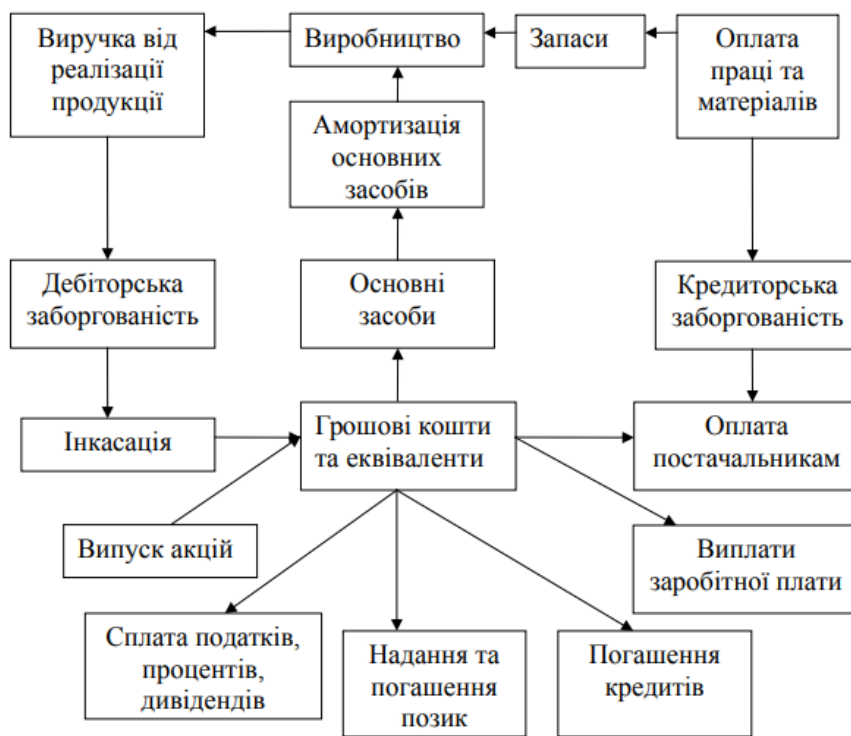 Виручка від
реалізації
продукції
Виробництво
Запаси
Оплата
праці та
матеріалів
Амортизація
основних
засобів
Дебіторська
заборгованість
Основні
засоби
Кредиторська
заборгованість
Інкасація
Грошові кошти
та еквіваленти
Оплата
постачальникам
Випуск акцій
Виплати
заробітної плати
Сплата податків,
процентів,
дивідендів
Надання та
погашення
позик
Погашення
кредитів